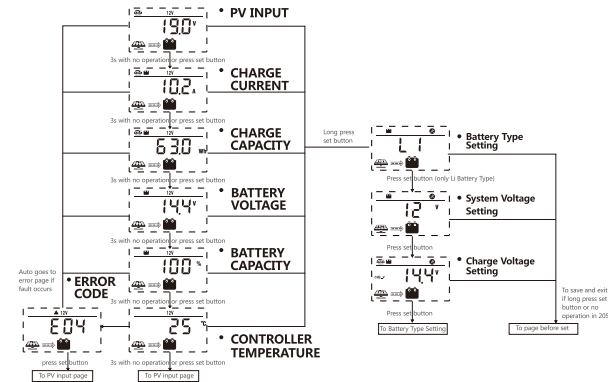 12V
19.0 V
• PV INPUT
3s with no operation or press set button
12V
10.2 A
• CHARGE
CURRENT
3s with no operation or press set button
12V
63.0 Wh
• CHARGE
CAPACITY
3s with no operation or press set button
12V
14.4 V
• BATTERY
VOLTAGE
3s with no operation or press set button
12V
100 %
• BATTERY
CAPACITY
3s with no operation or press set button
Auto goes to
error page if
fault occurs
• ERROR
CODE
12V
E04
press set button
To PV input page
12V
25 °C
• CONTROLLER
TEMPERATURE
3s with no operation or press set button
To PV input page
Long press
set button
LI
• Battery Type
Setting
Press set button (only Li Battery Type)
12 V
• System Voltage
Setting
Press set button
14.4 V
• Charge Voltage
Setting
Press set button
To Battery Type Setting
To save and exit
if long press set
button or no
operation in 20S
To page before set